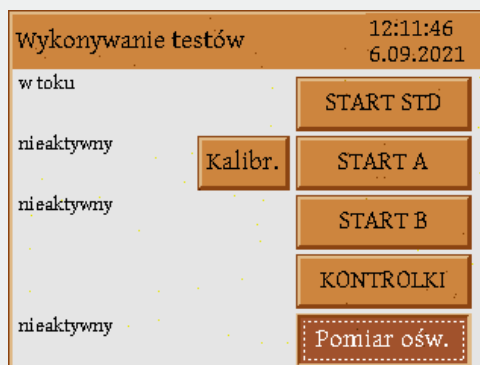 Wykonywanie testów
12:11:46
6.09.2021
w toku
START STD
nieaktywny
Kalibr.
START A
nieaktywny
START B
KONTROLKI
nieaktywny
Pomiar ośw.